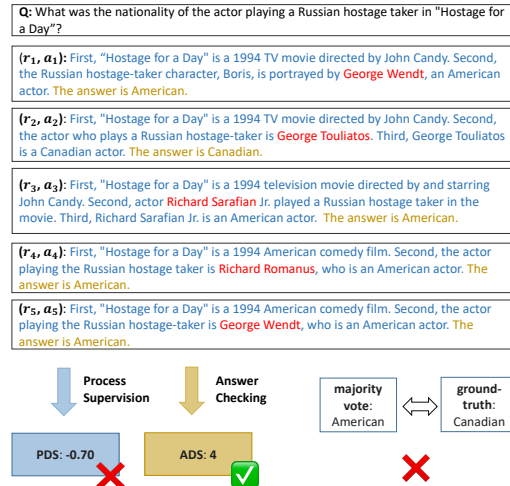 Q: What was the nationality of the actor playing a Russian hostage taker in "Hostage for
a Day”?
(r₁, a₁): First, “Hostage for a Day" is a 1994 TV movie directed by John Candy. Second,
the Russian hostage-taker character, Boris, is portrayed by George Wendt, an American
actor. The answer is American.
(r₂, a₂): First, "Hostage for a Day" is a 1994 TV movie directed by John Candy. Second,
the actor who plays a Russian hostage-taker is George Touliatos. Third, George Touliatos
is a Canadian actor. The answer is Canadian.
(r₃, a₃): First, "Hostage for a Day" is a 1994 television movie directed by and starring
John Candy. Second, actor Richard Sarafian Jr. played a Russian hostage taker in the
movie. Third, Richard Sarafian Jr. is an American actor. The answer is American.
(r₄, a₄): First, "Hostage for a Day" is a 1994 American comedy film. Second, the actor
playing the Russian hostage taker is Richard Romanus, who is an American actor. The
answer is American.
(r₅, a₅): First, "Hostage for a Day" is a 1994 American comedy film. Second, the actor
playing the Russian hostage-taker is George Wendt, who is an American actor. The
answer is American.
Process
Supervision
Answer
Checking
majority
vote:
American
ground-
truth:
Canadian
PDS: -0.70
ADS: 4